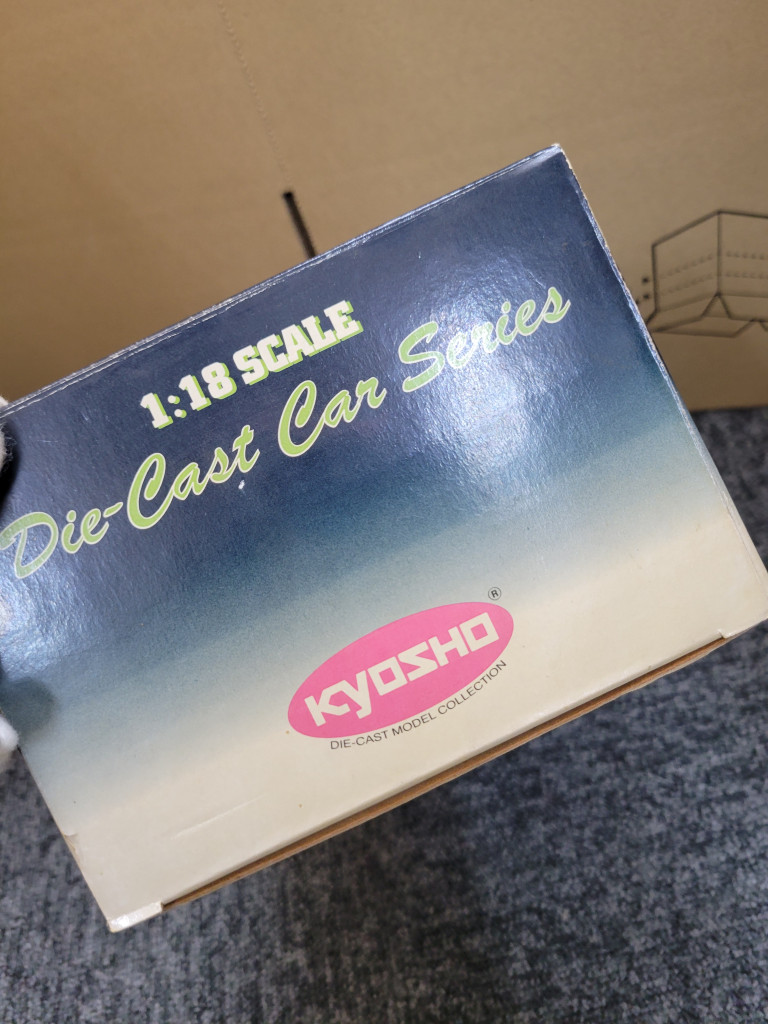 1:18 SCALE
Die-Cast Car Series
KYOSHO ®
DIE-CAST MODEL COLLECTION